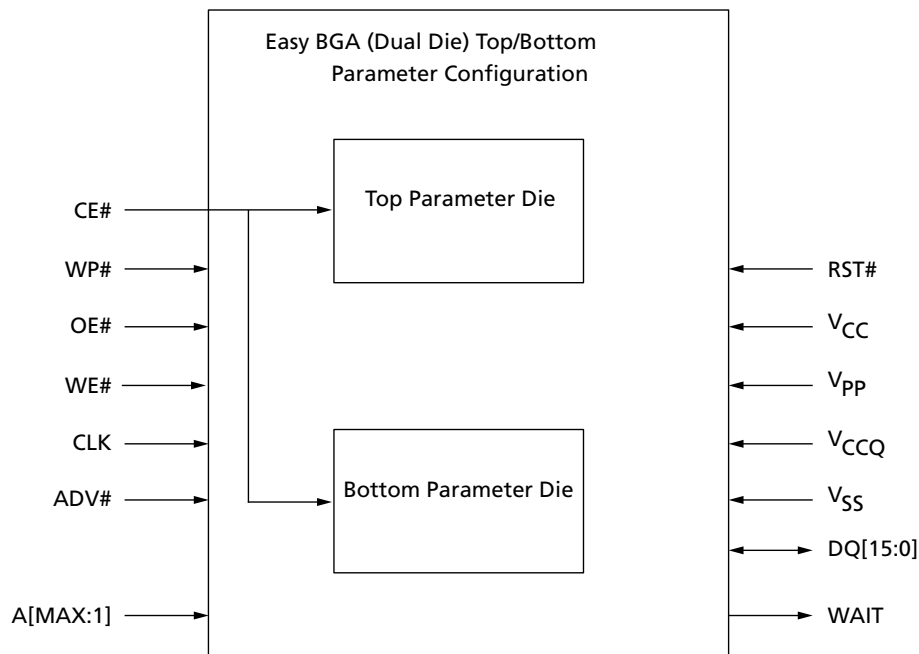 Easy BGA (Dual Die) Top/Bottom
Parameter Configuration
Top Parameter Die
CE#
WP#
RST#
OE#
VCC
WE#
VPP
CLK
VCCQ
Bottom Parameter Die
ADV#
VSS
DQ[15:0]
A[MAX:1]
WAIT